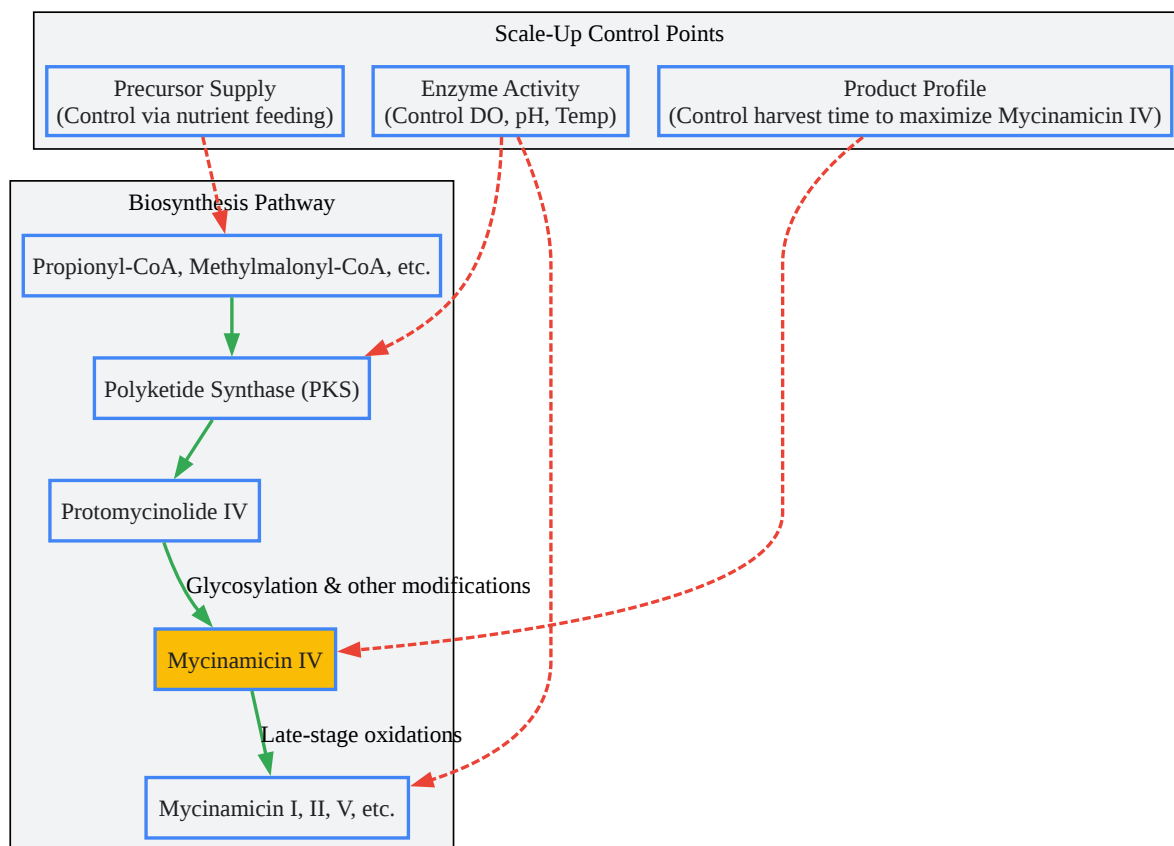 Scale-Up Control Points
Precursor Supply
(Control via nutrient feeding)
Enzyme Activity
(Control DO, pH, Temp)
Product Profile
(Control harvest time to maximize Mycinamicin IV)
Biosynthesis Pathway
Propionyl-CoA, Methylmalonyl-CoA, etc.
Polyketide Synthase (PKS)
Protomycinolide IV
Glycosylation & other modifications
Mycinamicin IV
Late-stage oxidations
Mycinamicin I, II, V, etc.